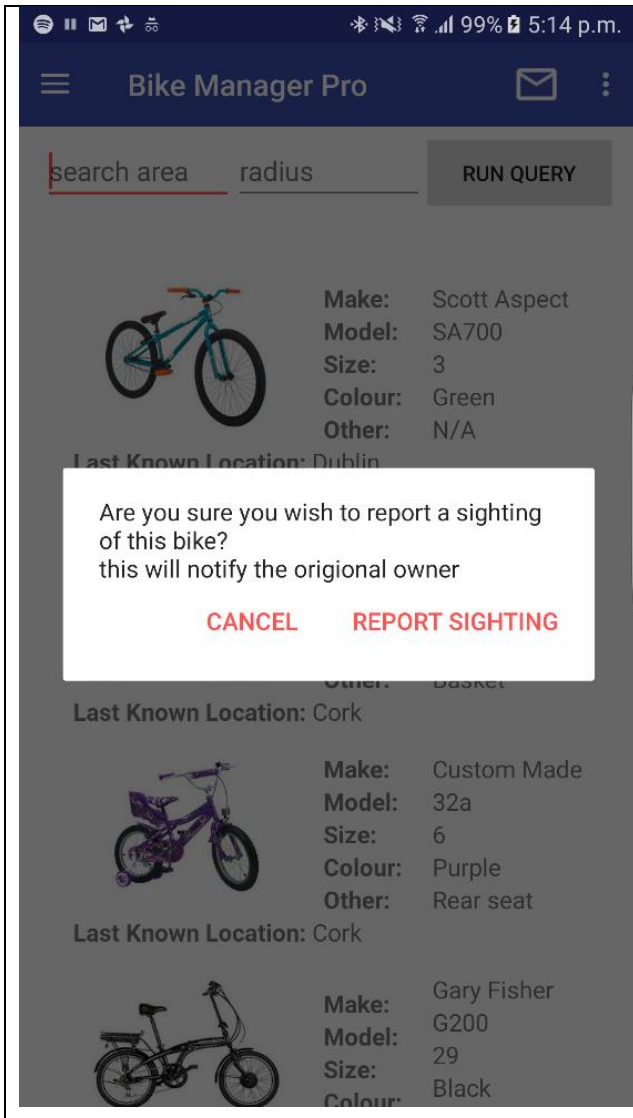 99% 5:14 p.m.
Bike Manager Pro
search area radius RUN QUERY
Make: Scott Aspect
Model: SA700
Size: 3
Colour: Green
Other: N/A
Last Known Location: Dublin
Are you sure you wish to report a sighting
of this bike?
this will notify the origional owner
CANCEL REPORT SIGHTING
Other: Basket
Last Known Location: Cork
Make: Custom Made
Model: 32a
Size: 6
Colour: Purple
Other: Rear seat
Last Known Location: Cork
Make: Gary Fisher
Model: G200
Size: 29
Colour: Black